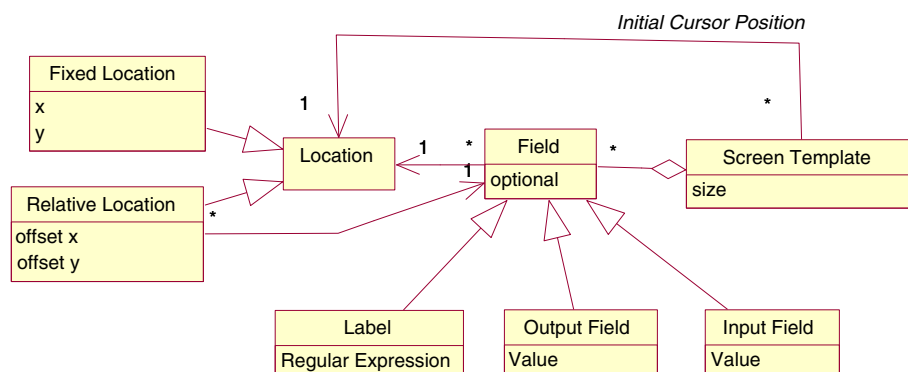 Initial Cursor Position
Fixed Location
x
y
1
*
Location
1
*
Field
optional
*
Screen Template
size
1
Relative Location
offset x
offset y
*
Label
Regular Expression
Output Field
Value
Input Field
Value